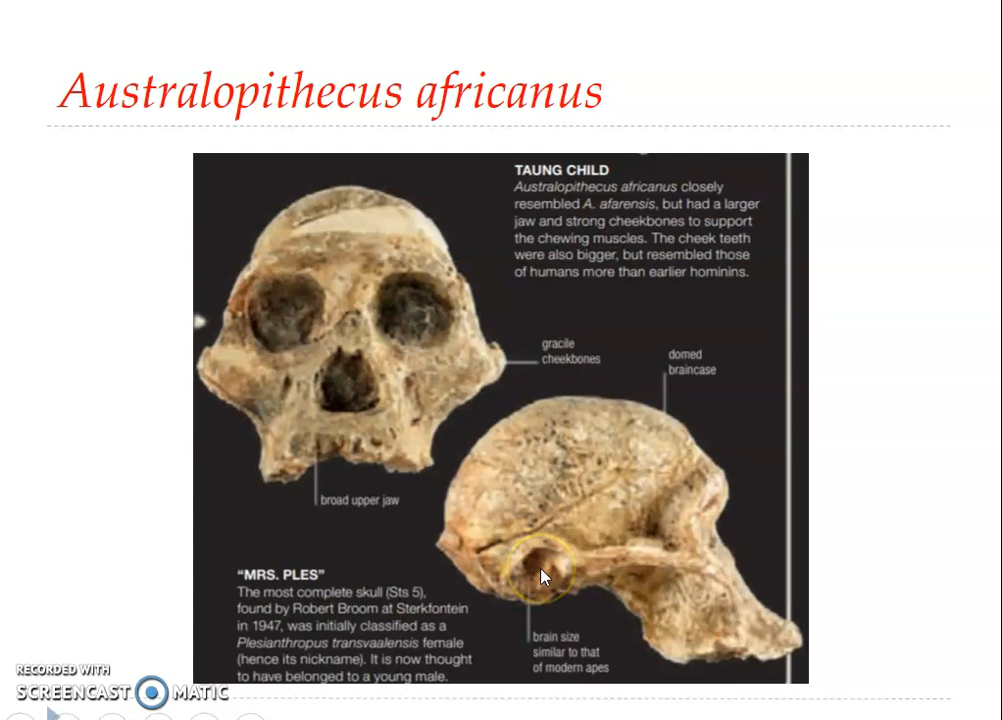 Australopithecus africanus
TAUNG CHILD
Australopithecus africanus closely
resembled A. afarensis, but had a larger
jaw and strong cheekbones to support
the chewing muscles. The cheek teeth
were also bigger, but resembled those
of humans more than earlier hominins.
gracile
cheekbones
domed
braincase
broad upper jaw
"MRS. PLES"
The most complete skull (Sts 5),
found by Robert Broom at Sterkfontein
in 1947, was initially classified as a
Plesianthropus transvaalensis female
(hence its nickname). It is now thought
to have belonged to a young male.
brain size
similar to that
of modern apes
RECORDED WITH
SCREENCAST MATIC